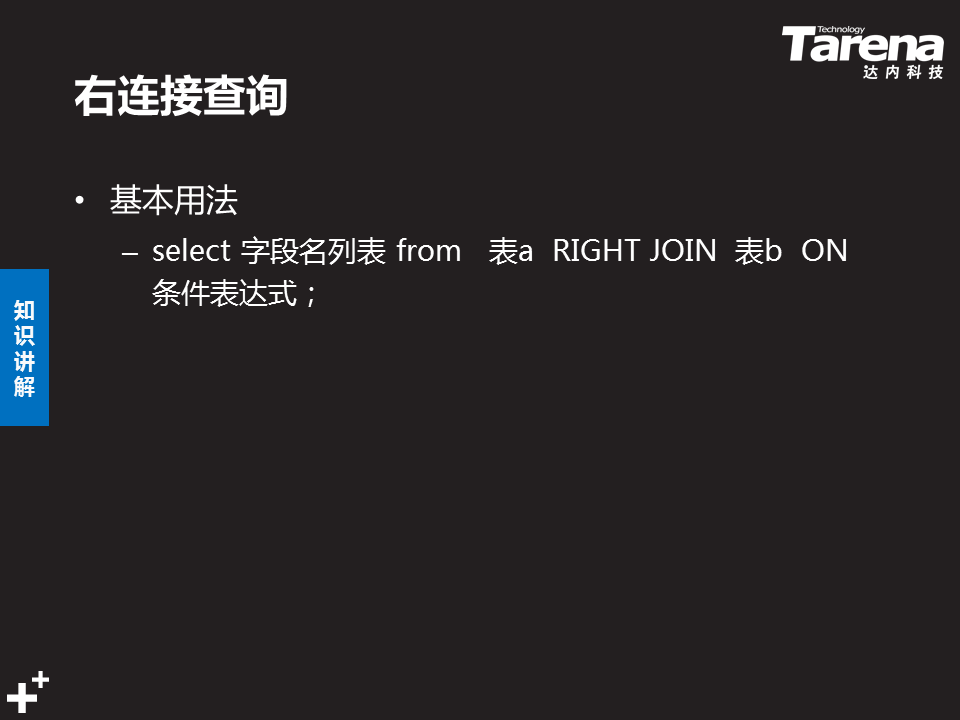 Technology
Tarena
达内科技
右连接查询
• 基本用法
– select 字段名列表 from 表a RIGHT JOIN 表b ON
条件表达式；
知
识
讲
解